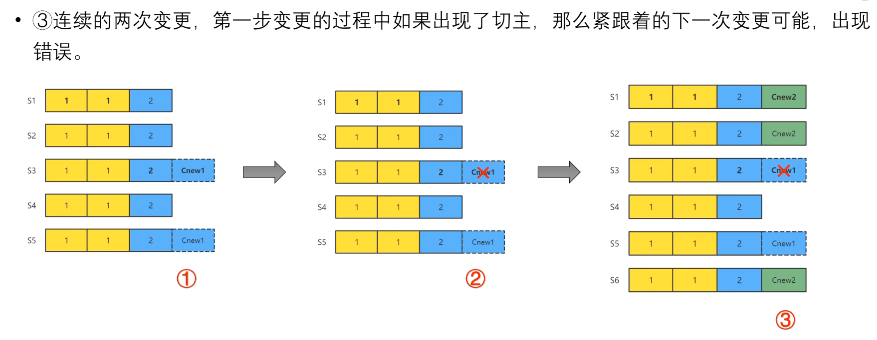 • ③连续的两次变更，第一步变更的过程中如果出现了切主，那么紧跟着的下一次变更可能，出现
错误。
S1 1 1 2
S2 1 1 2
S3 1 1 2 Cnew1
S4 1 1 2
S5 1 1 2 Cnew1
①
S1 1 1 2
S2 1 1 2
S3 1 1 2 Cnew1
S4 1 1 2
S5 1 1 2 Cnew1
②
S1 1 1 2 Cnew2
S2 1 1 2 Cnew2
S3 1 1 2 Cnew1
S4 1 1 2
S5 1 1 2 Cnew1
S6 1 1 2 Cnew2
③